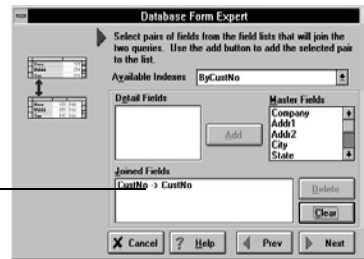 Database Form Expert
Select pairs of fields from the field lists that will join the
two queries. Use the add button to add the selected pair
to the list.
Available Indexes ByCustNo
Detail Fields Master Fields
Company
Addr1
Addr2
City
State
Add
Joined Fields
CustNo -> CustNo
Delete
Clear
Cancel ? Help Prev Next